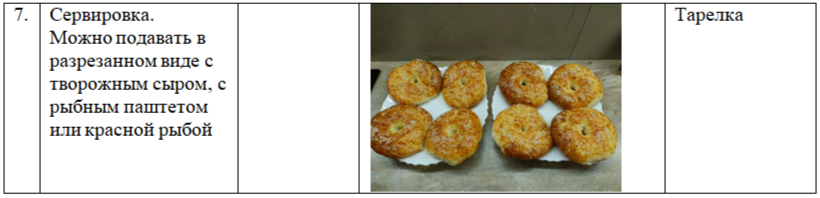 7.
Сервировка.
Можно подавать в
разрезанном виде с
творожным сыром, с
рыбным паштетом
или красной рыбой
Тарелка